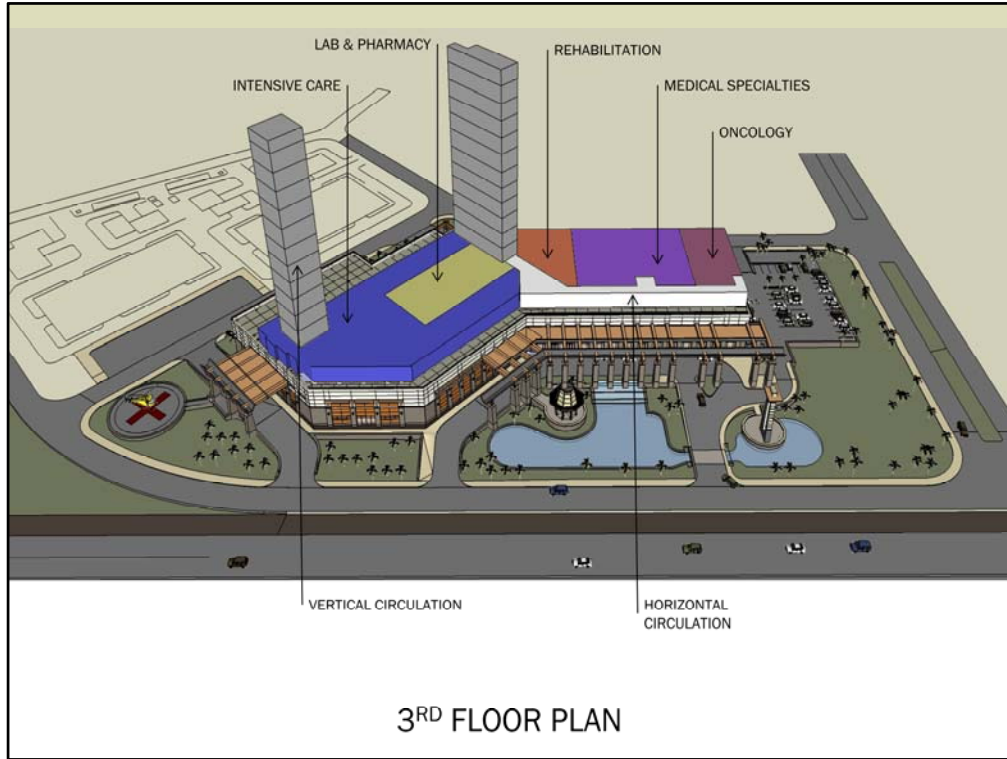 LAB & PHARMACY
REHABILITATION
INTENSIVE CARE
MEDICAL SPECIALTIES
ONCOLOGY
VERTICAL CIRCULATION
HORIZONTAL
CIRCULATION
3RD FLOOR PLAN